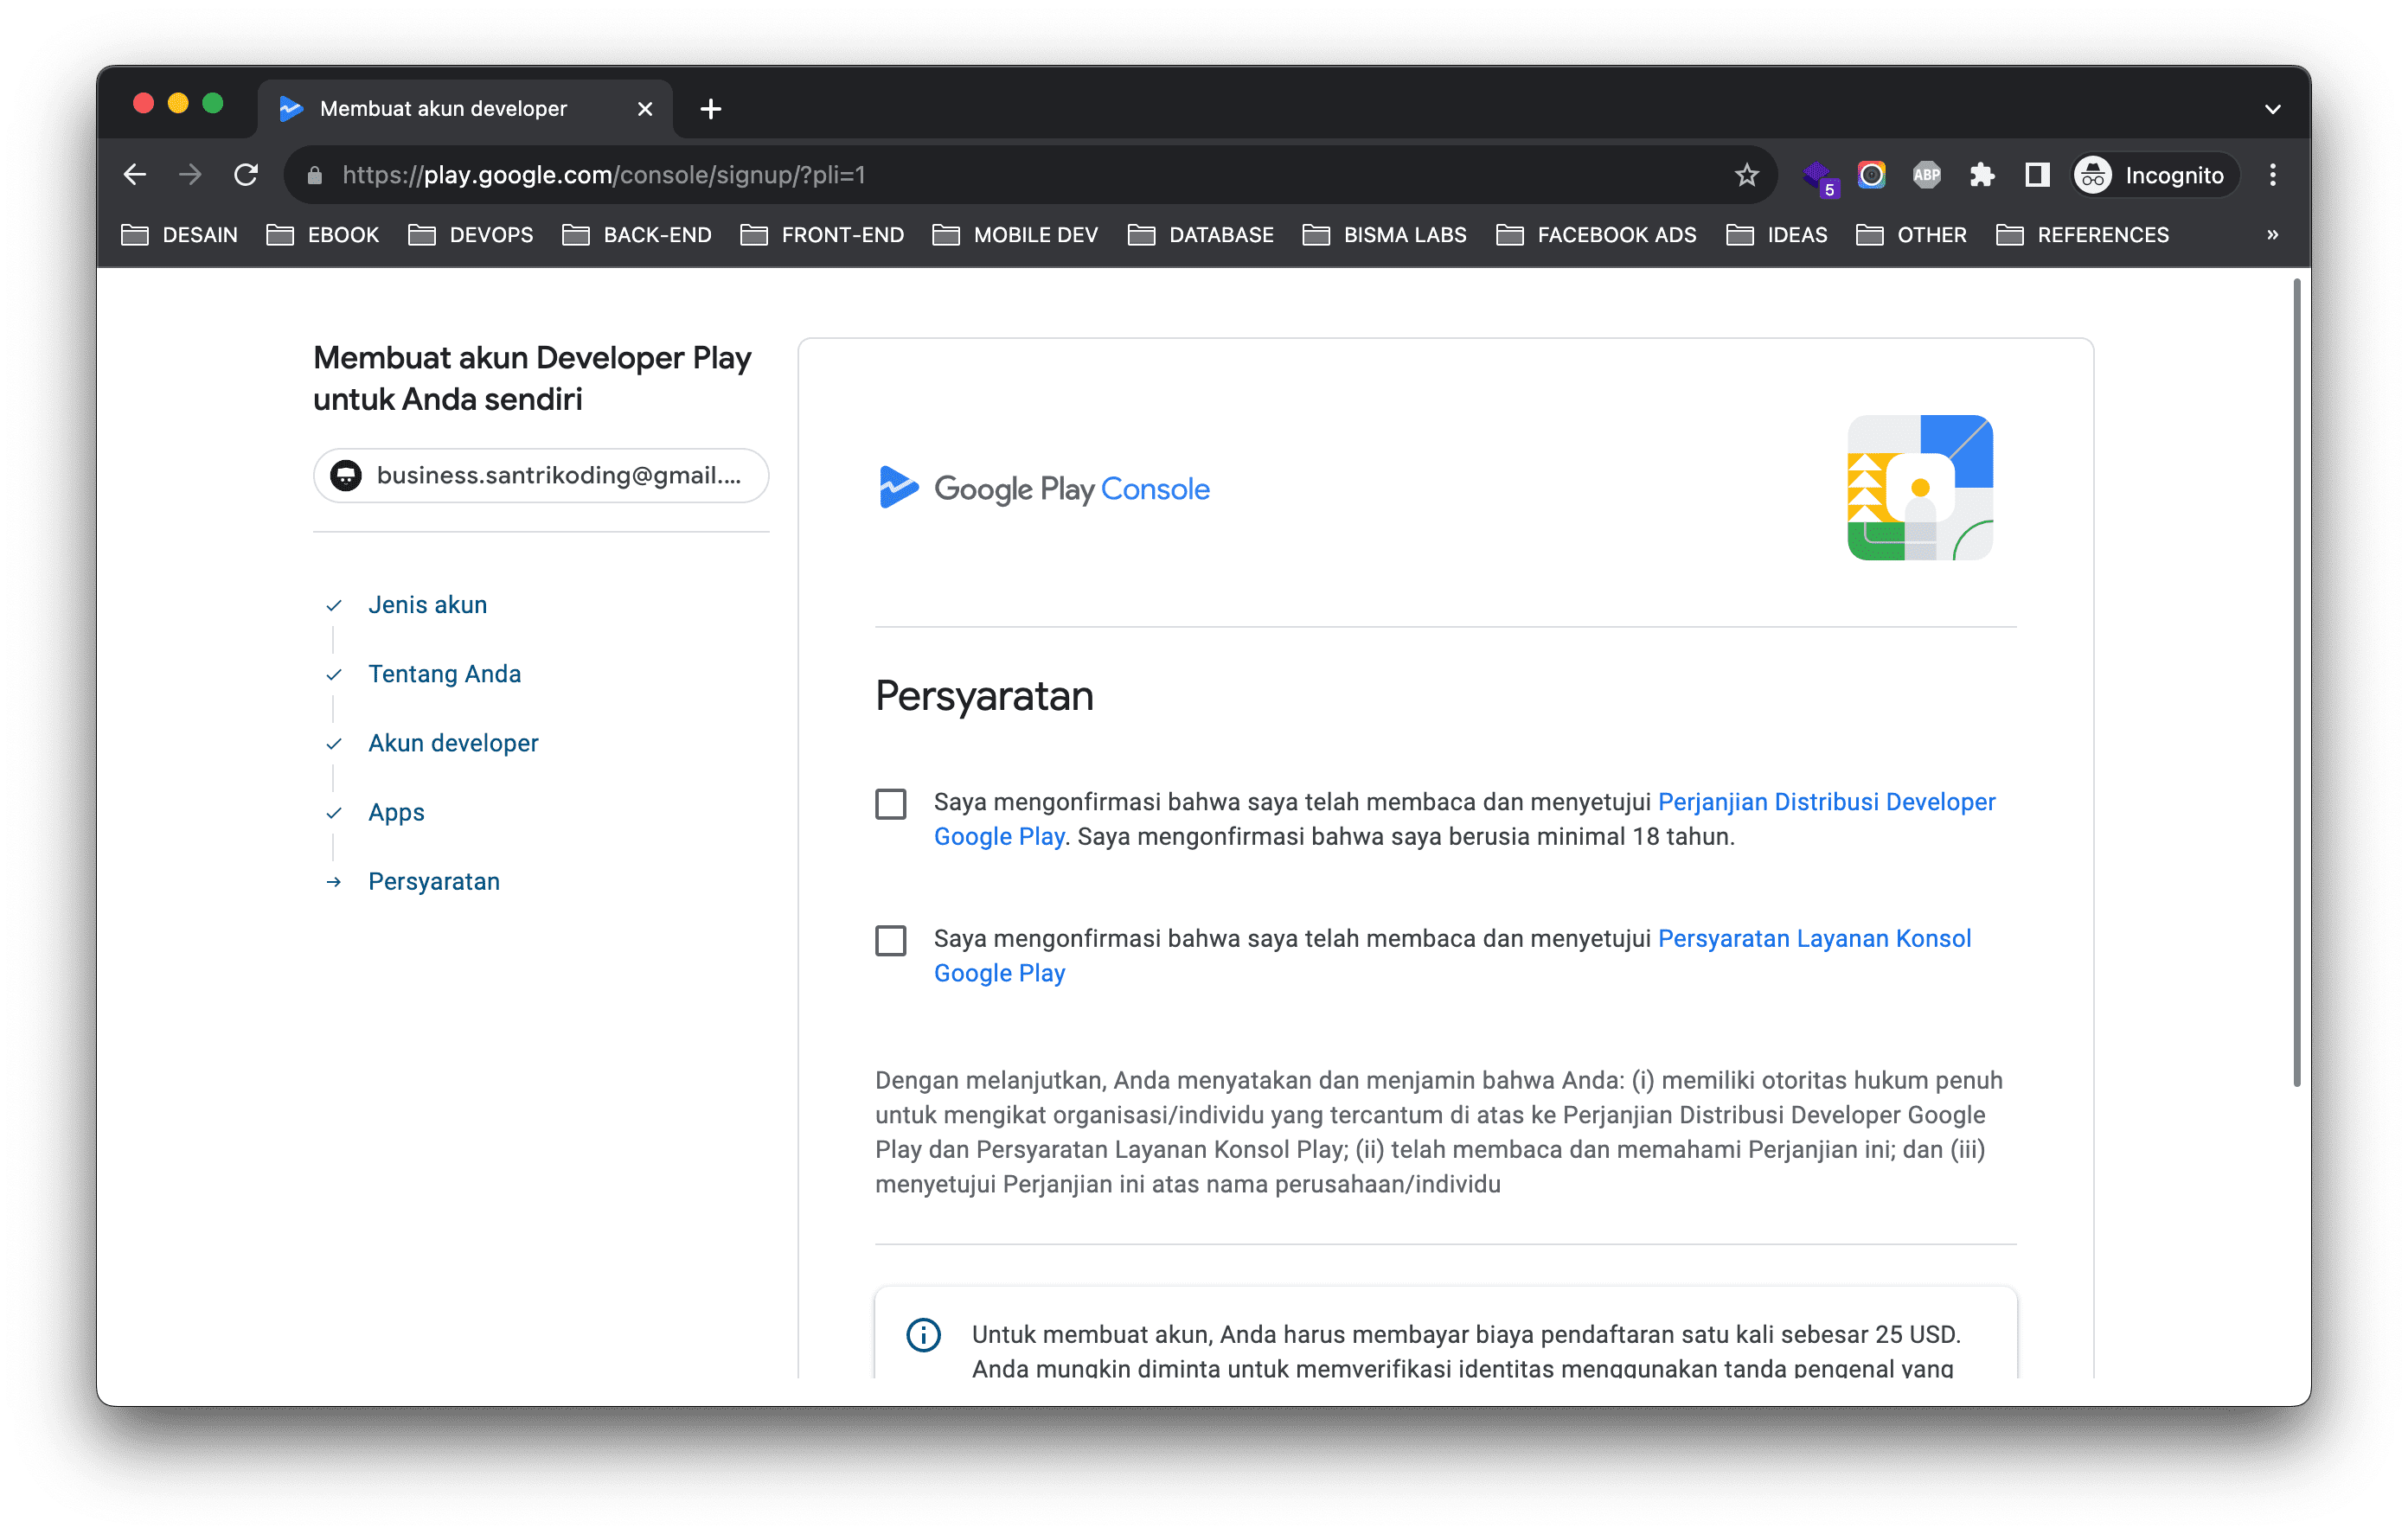 Membuat akun developer
https://play.google.com/console/signup/?pli=1
5
ABP
Incognito
DESAIN EBOOK DEVOPS BACK-END FRONT-END MOBILE DEV DATABASE BISMA LABS FACEBOOK ADS IDEAS OTHER REFERENCES »
Membuat akun Developer Play
untuk Anda sendiri
business.santrikoding@gmail....
Jenis akun
Tentang Anda
Akun developer
Apps
Persyaratan
Google Play Console
Persyaratan
Saya mengonfirmasi bahwa saya telah membaca dan menyetujui Perjanjian Distribusi Developer
Google Play. Saya mengonfirmasi bahwa saya berusia minimal 18 tahun.
Saya mengonfirmasi bahwa saya telah membaca dan menyetujui Persyaratan Layanan Konsol
Google Play
Dengan melanjutkan, Anda menyatakan dan menjamin bahwa Anda: (i) memiliki otoritas hukum penuh
untuk mengikat organisasi/individu yang tercantum di atas ke Perjanjian Distribusi Developer Google
Play dan Persyaratan Layanan Konsol Play; (ii) telah membaca dan memahami Perjanjian ini; dan (iii)
menyetujui Perjanjian ini atas nama perusahaan/individu
Untuk membuat akun, Anda harus membayar biaya pendaftaran satu kali sebesar 25 USD.
Anda mungkin diminta untuk memverifikasi identitas menggunakan tanda pengenal yang